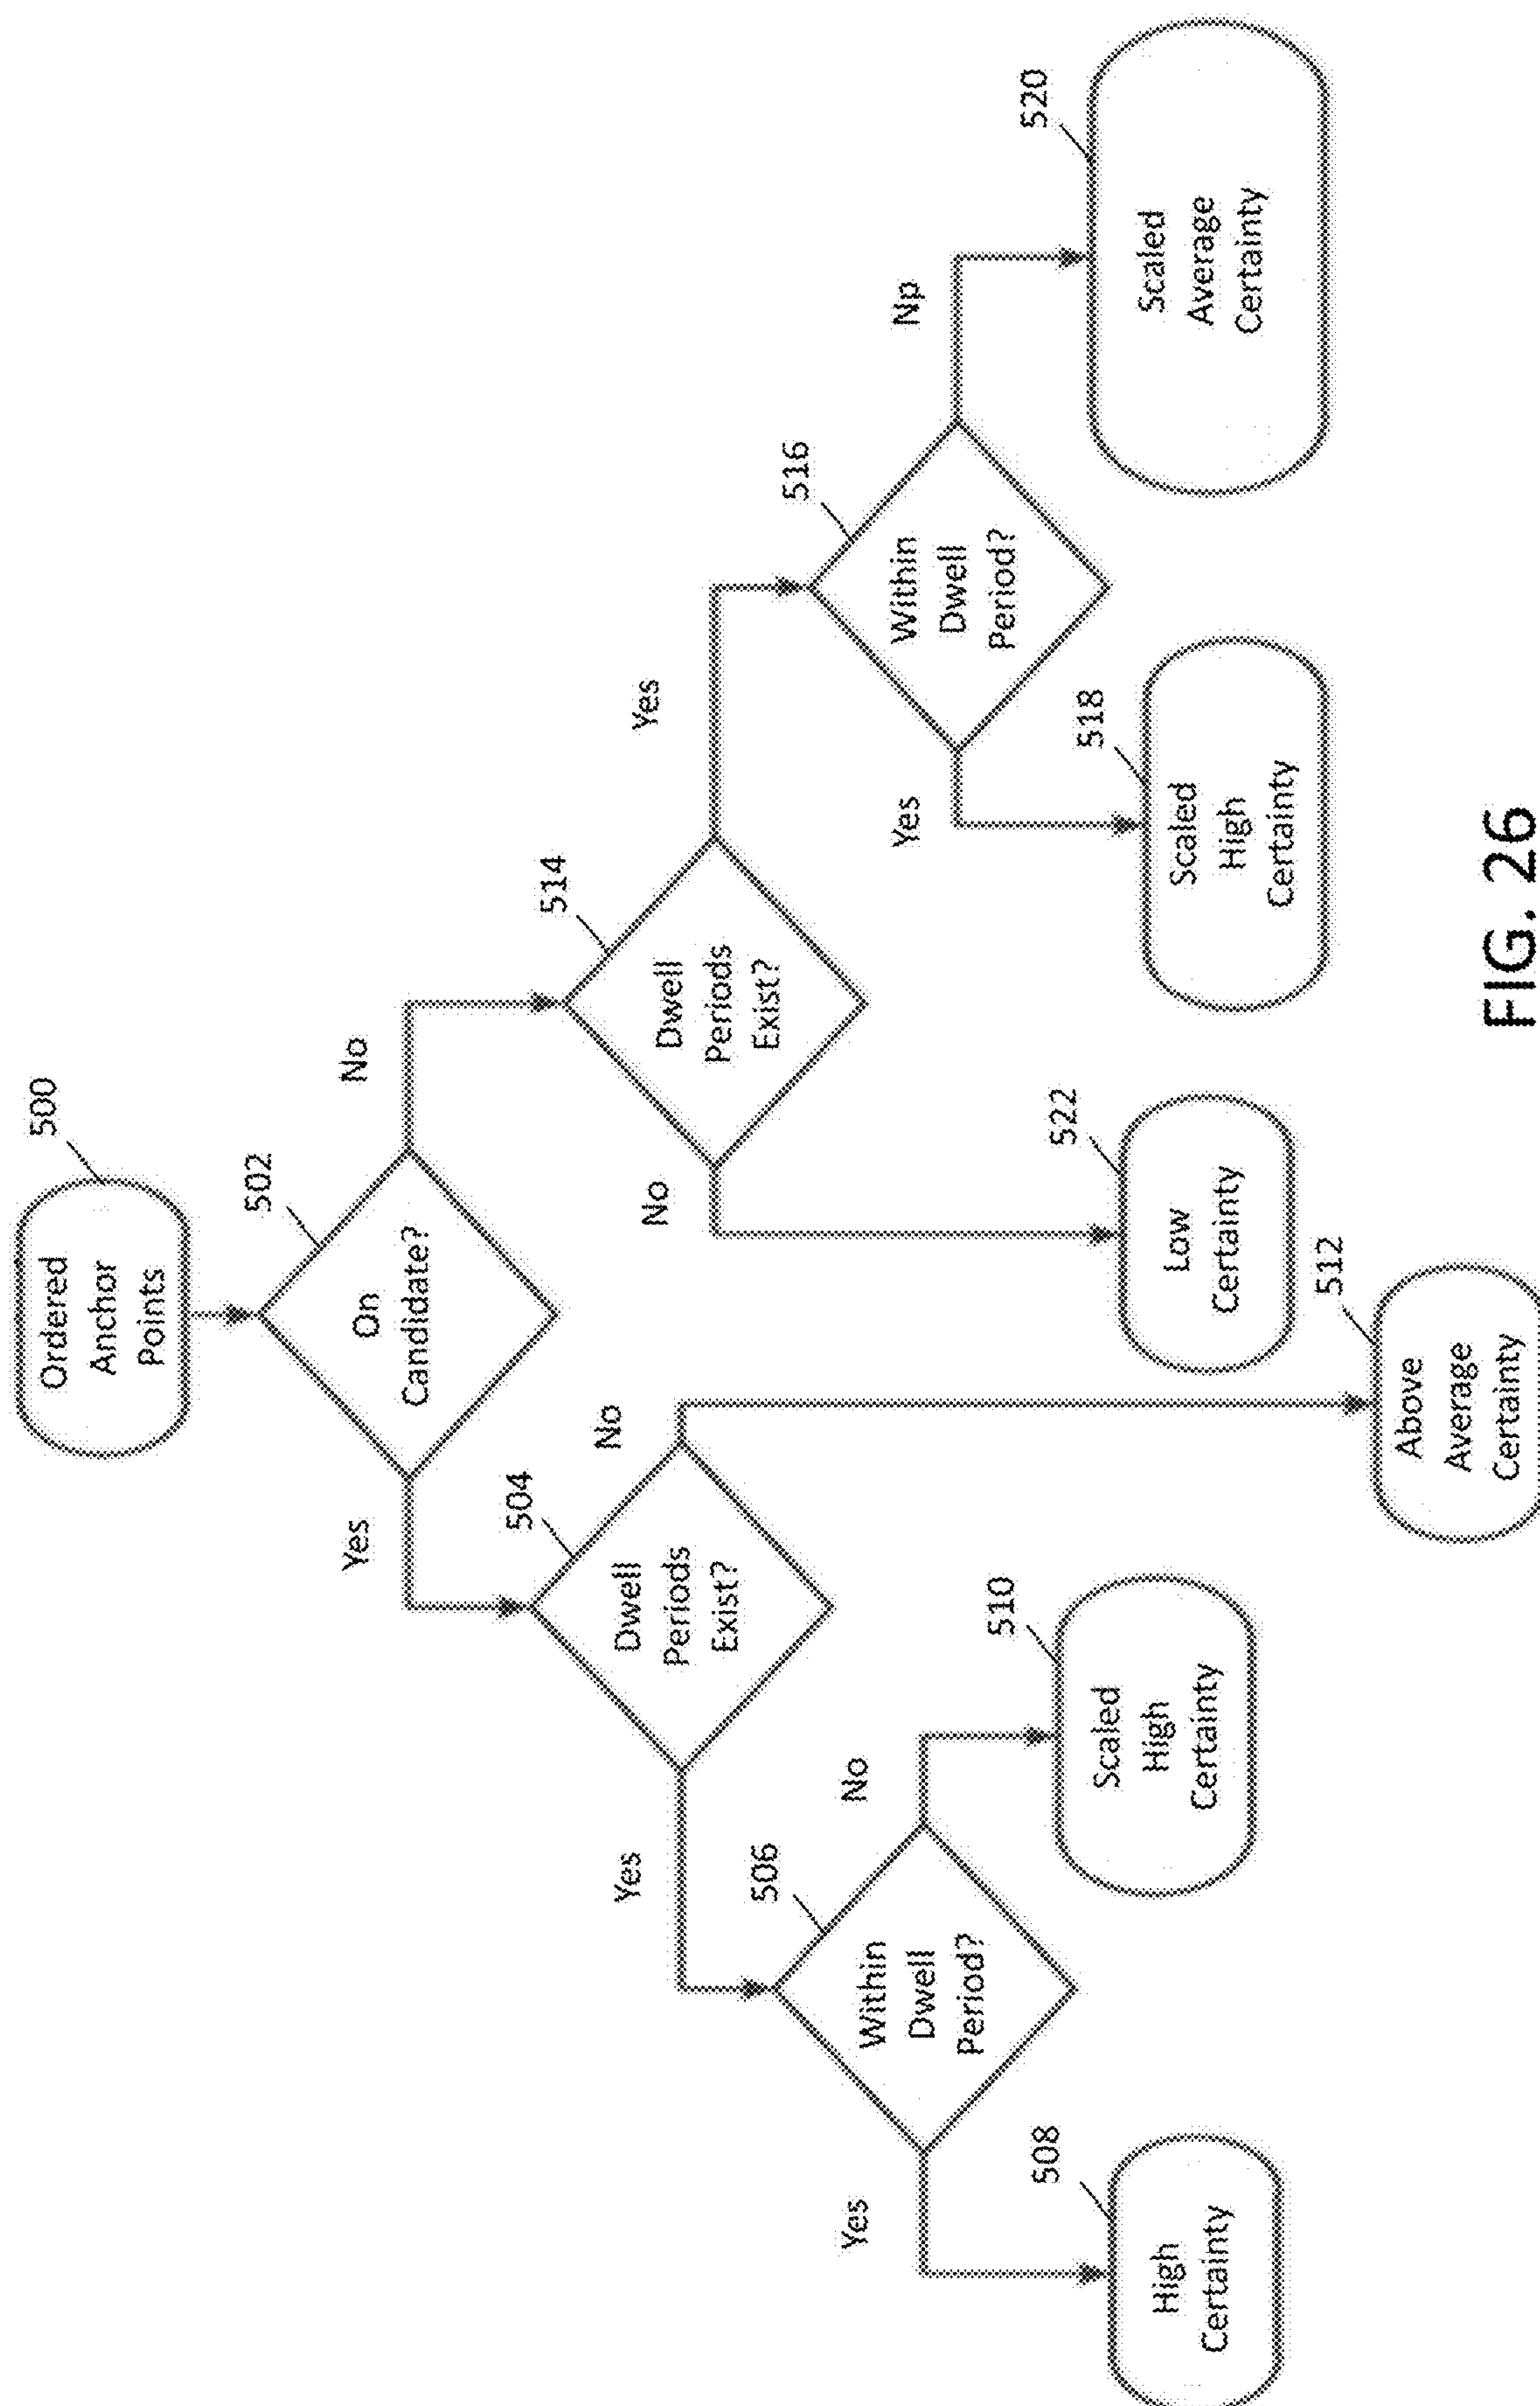 500
Ordered
Anchor
Points
502
On
Candidate?
Yes
No
504
Dwell
Periods
Exist?
514
Dwell
Periods
Exist?
Yes
No
No
Yes
506
Within
Dwell
Period?
516
Within
Dwell
Period?
Yes
No
Yes
Np
508
High
Certainty
510
Scaled
High
Certainty
512
Above
Average
Certainty
522
Low
Certainty
518
Scaled
High
Certainty
520
Scaled
Average
Certainty
FIG. 26